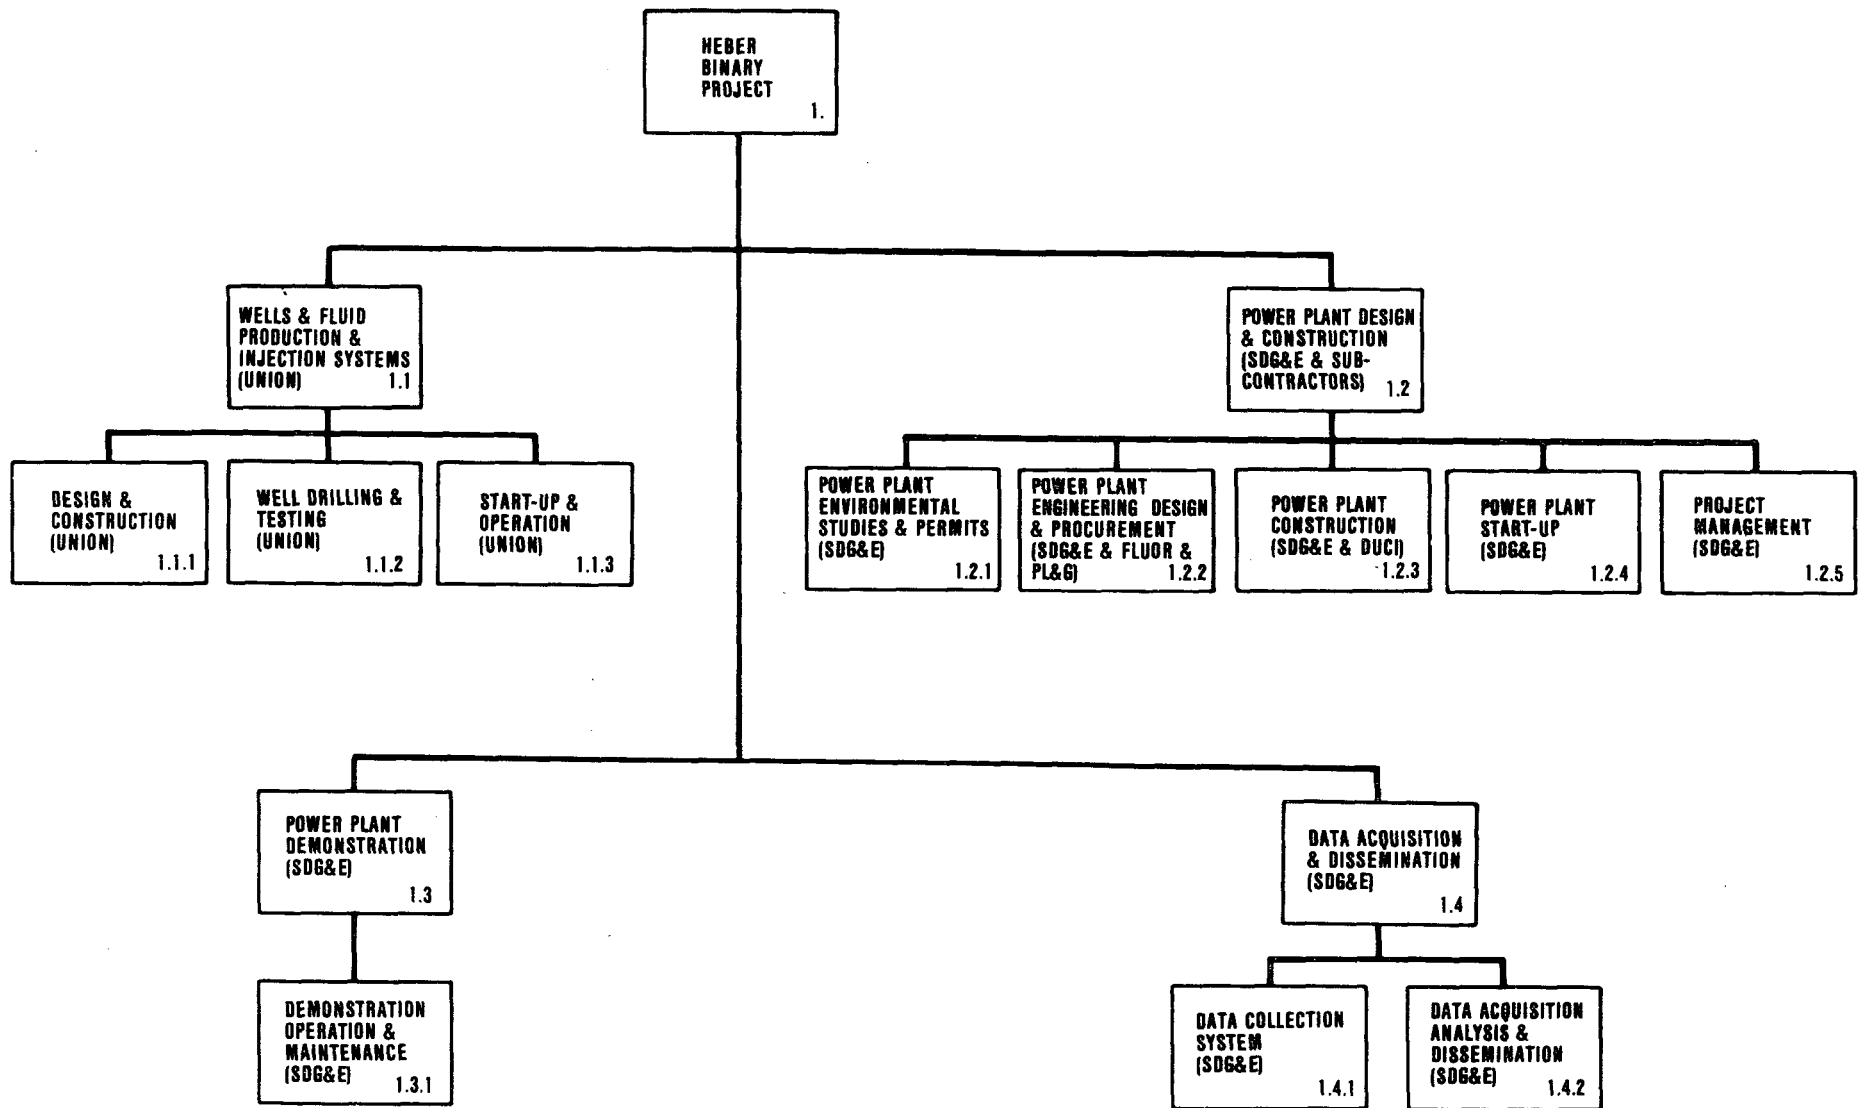 HEBER
BINARY
PROJECT
1.
WELLS & FLUID
PRODUCTION &
INJECTION SYSTEMS
(UNION) 1.1
POWER PLANT DESIGN
& CONSTRUCTION
(SDG&E & SUB-
CONTRACTORS) 1.2
DESIGN &
CONSTRUCTION
(UNION)
1.1.1
WELL DRILLING &
TESTING
(UNION)
1.1.2
START-UP &
OPERATION
(UNION)
1.1.3
POWER PLANT
ENVIRONMENTAL
STUDIES & PERMITS
(SDG&E)
1.2.1
POWER PLANT
ENGINEERING DESIGN
& PROCUREMENT
(SDG&E & FLUOR &
PL&G) 1.2.2
POWER PLANT
CONSTRUCTION
(SDG&E & DUCI)
1.2.3
POWER PLANT
START-UP
(SDG&E)
1.2.4
PROJECT
MANAGEMENT
(SDG&E)
1.2.5
POWER PLANT
DEMONSTRATION
(SDG&E)
1.3
DATA ACQUISITION
& DISSEMINATION
(SDG&E)
1.4
DEMONSTRATION
OPERATION &
MAINTENANCE
(SDG&E)
1.3.1
DATA COLLECTION
SYSTEM
(SDG&E)
1.4.1
DATA ACQUISITION
ANALYSIS &
DISSEMINATION
(SDG&E)
1.4.2